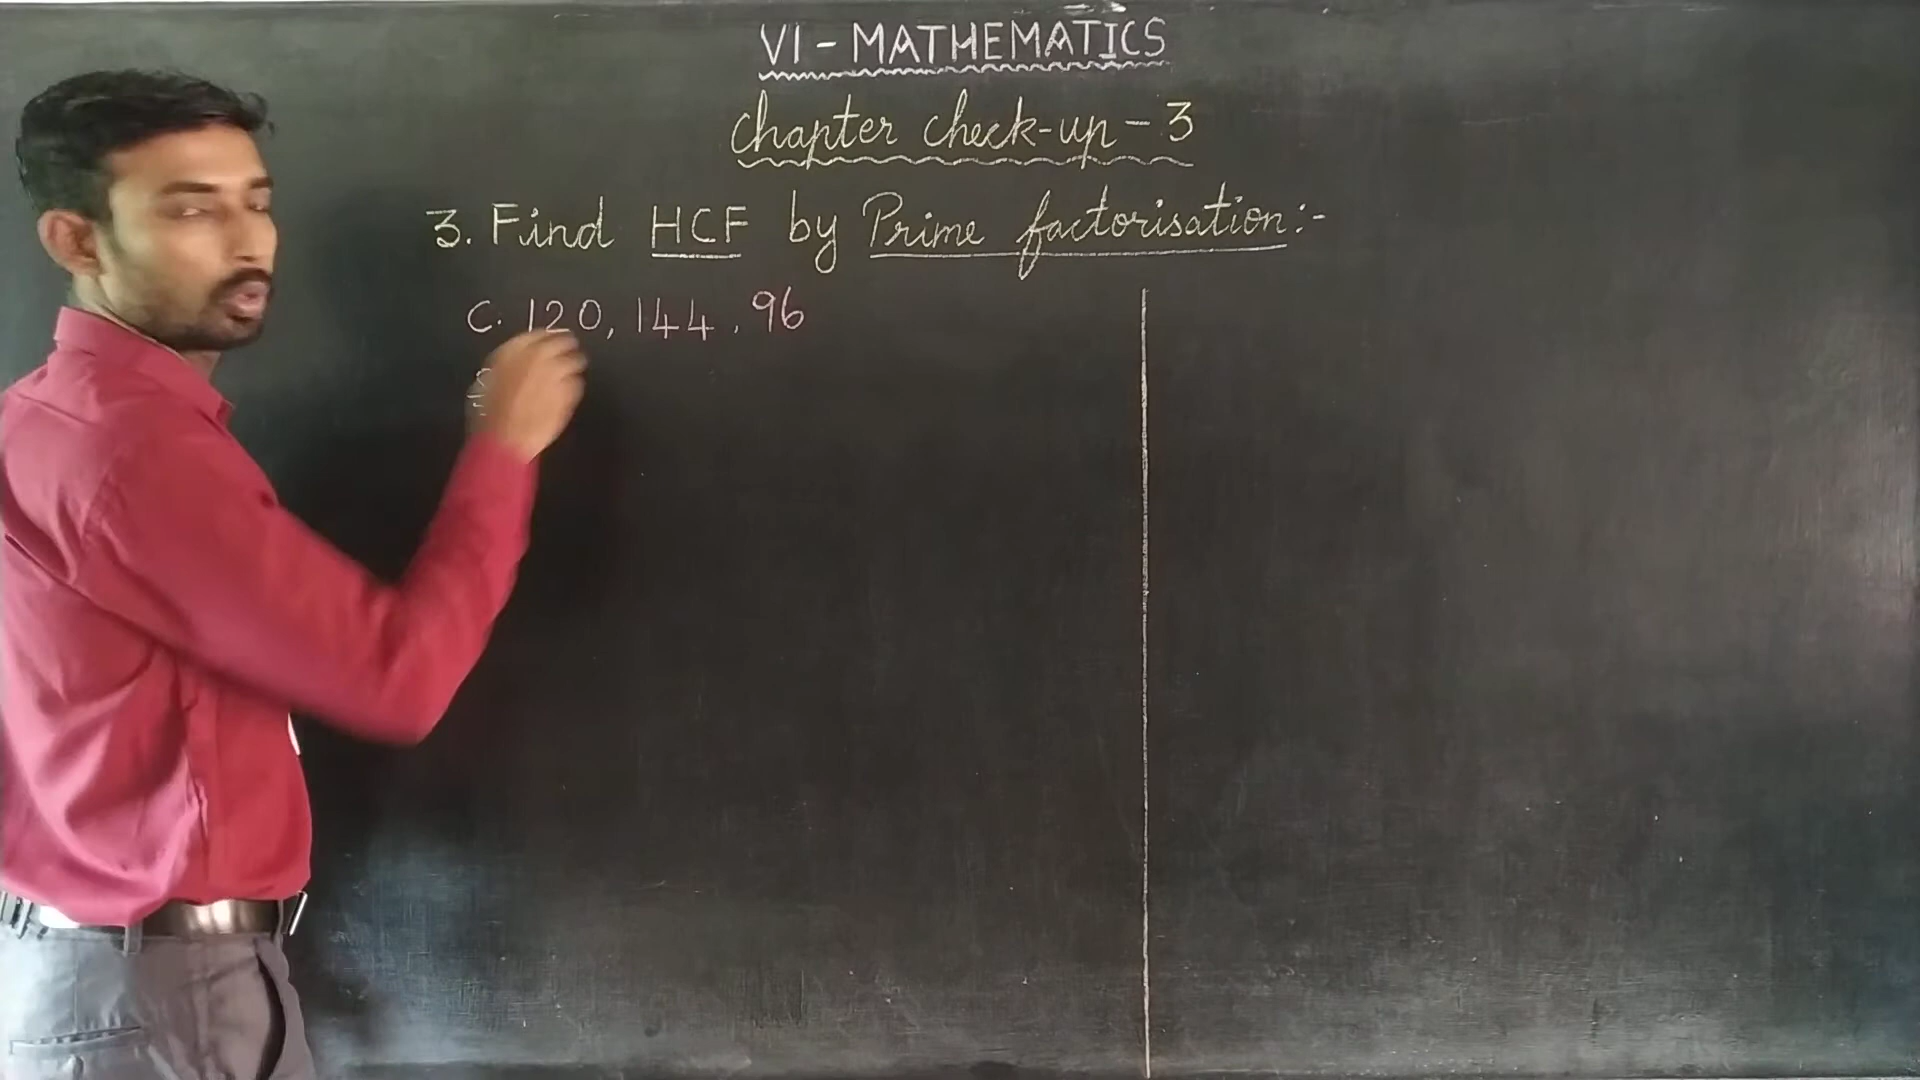 VI - MATHEMATICS
Chapter check-up - 3
3. Find HCF by Prime factorisation:-
C. 120, 144, 96